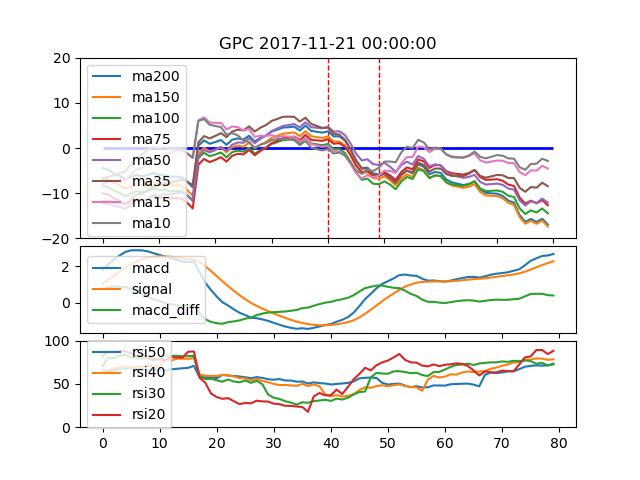 GPC 2017-11-21 00:00:00
20
10
0
−10
−20
ma200
ma150
ma100
ma75
ma50
ma35
ma15
ma10
2
0
macd
signal
macd_diff
100
50
0
rsi50
rsi40
rsi30
rsi20
0 10 20 30 40 50 60 70 80